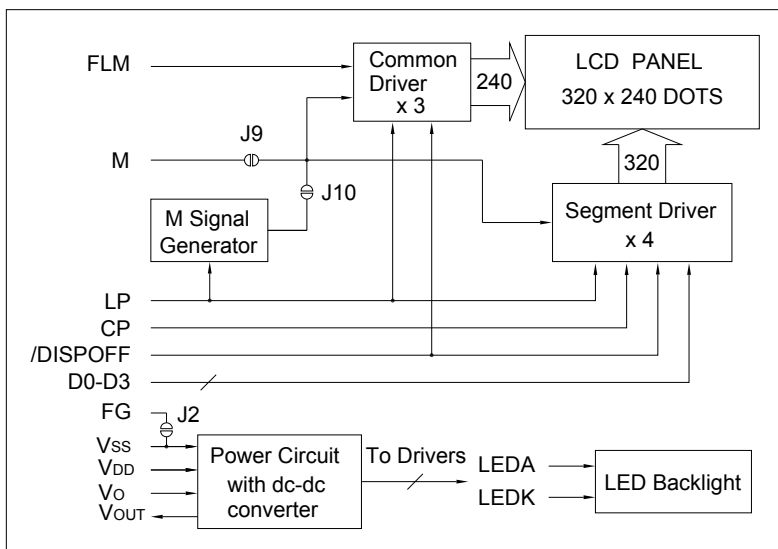 FLM
Common
Driver
x 3
240
LCD PANEL
320 x 240 DOTS
J9
M
J10
320
M Signal
Generator
Segment Driver
x 4
LP
CP
/DISPOFF
D0-D3
FG
J2
VSS
VDD
VO
VOUT
Power Circuit
with dc-dc
converter
To Drivers
LEDA
LEDK
LED Backlight